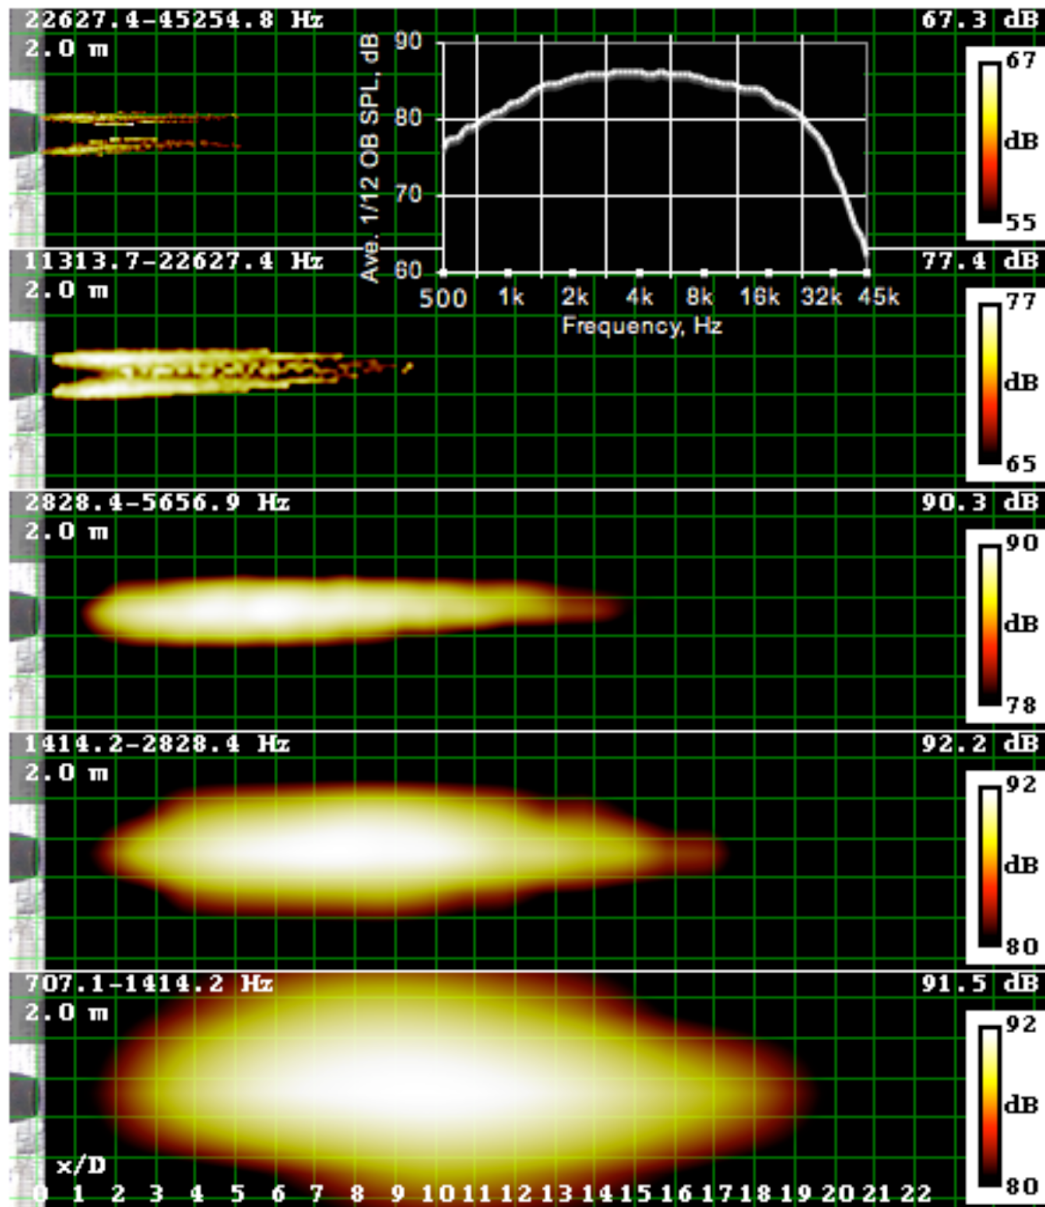 22627.4-45254.8 Hz 67.3 dB
2.0 m
67
dB
55
Ave. 1/12 OB SPL, dB
90
80
70
60
500 1k 2k 4k 8k 16k 32k 45k
Frequency, Hz
11313.7-22627.4 Hz 77.4 dB
2.0 m
77
dB
65
2828.4-5656.9 Hz 90.3 dB
2.0 m
90
dB
78
1414.2-2828.4 Hz 92.2 dB
2.0 m
92
dB
80
707.1-1414.2 Hz 91.5 dB
2.0 m
92
dB
80
x/D
0 1 2 3 4 5 6 7 8 9 10 11 12 13 14 15 16 17 18 19 20 21 22